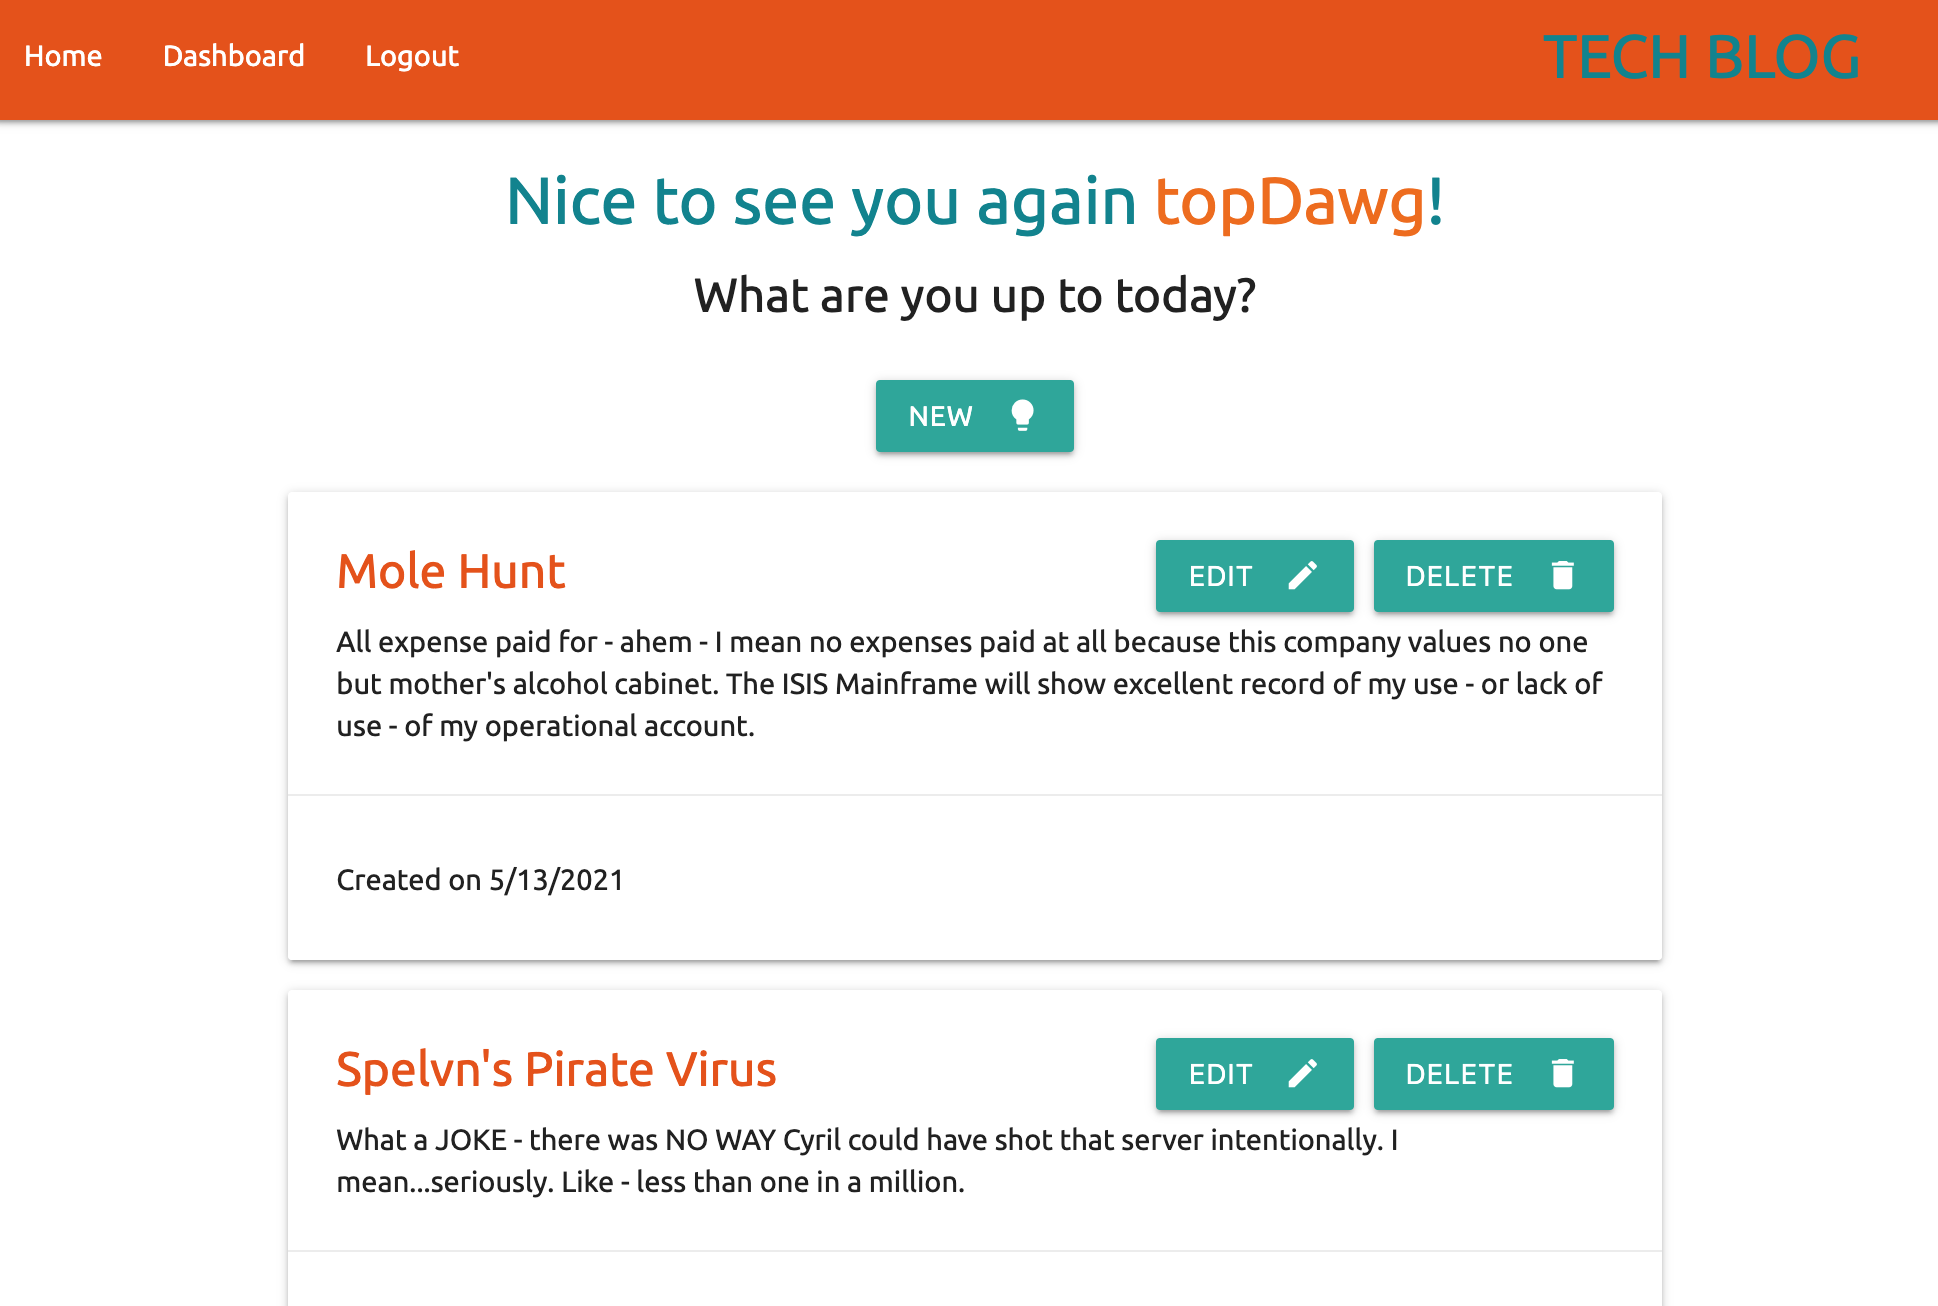 Home Dashboard Logout TECH BLOG
Nice to see you again topDawg!
What are you up to today?
NEW
Mole Hunt EDIT DELETE
All expense paid for - ahem - I mean no expenses paid at all because this company values no one
but mother's alcohol cabinet. The ISIS Mainframe will show excellent record of my use - or lack of
use - of my operational account.
Created on 5/13/2021
Spelvn's Pirate Virus EDIT DELETE
What a JOKE - there was NO WAY Cyril could have shot that server intentionally. I
mean...seriously. Like - less than one in a million.